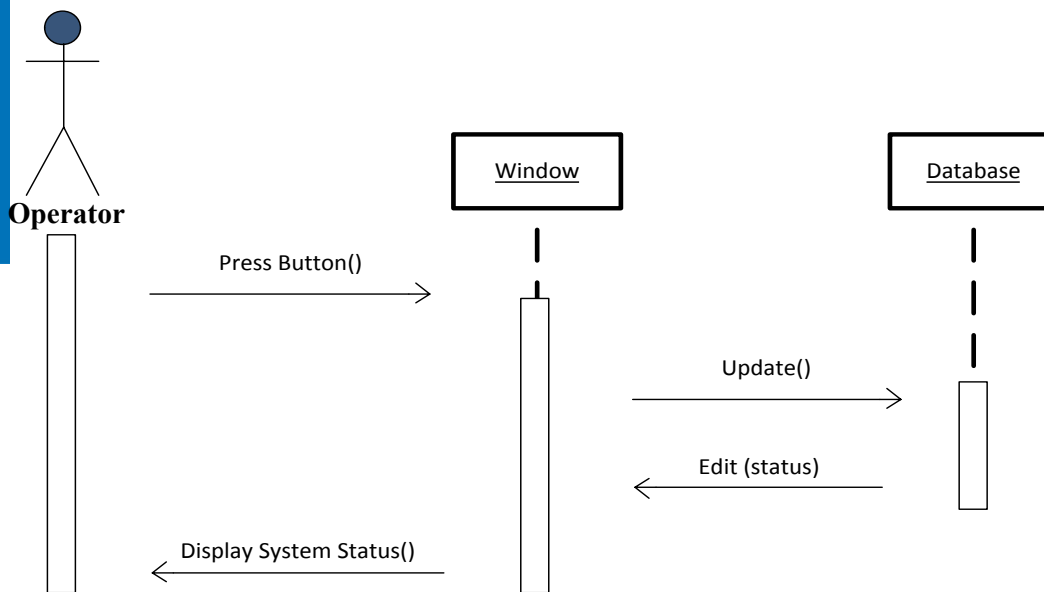 Window
Database
Operator
Press Button()
Update()
Edit (status)
Display System Status()